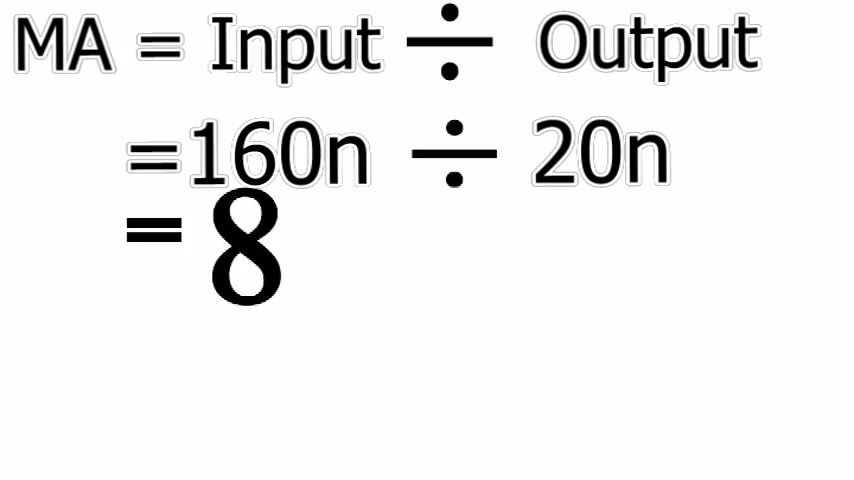 MA = Input ÷ Output
=160n ÷ 20n
= 8